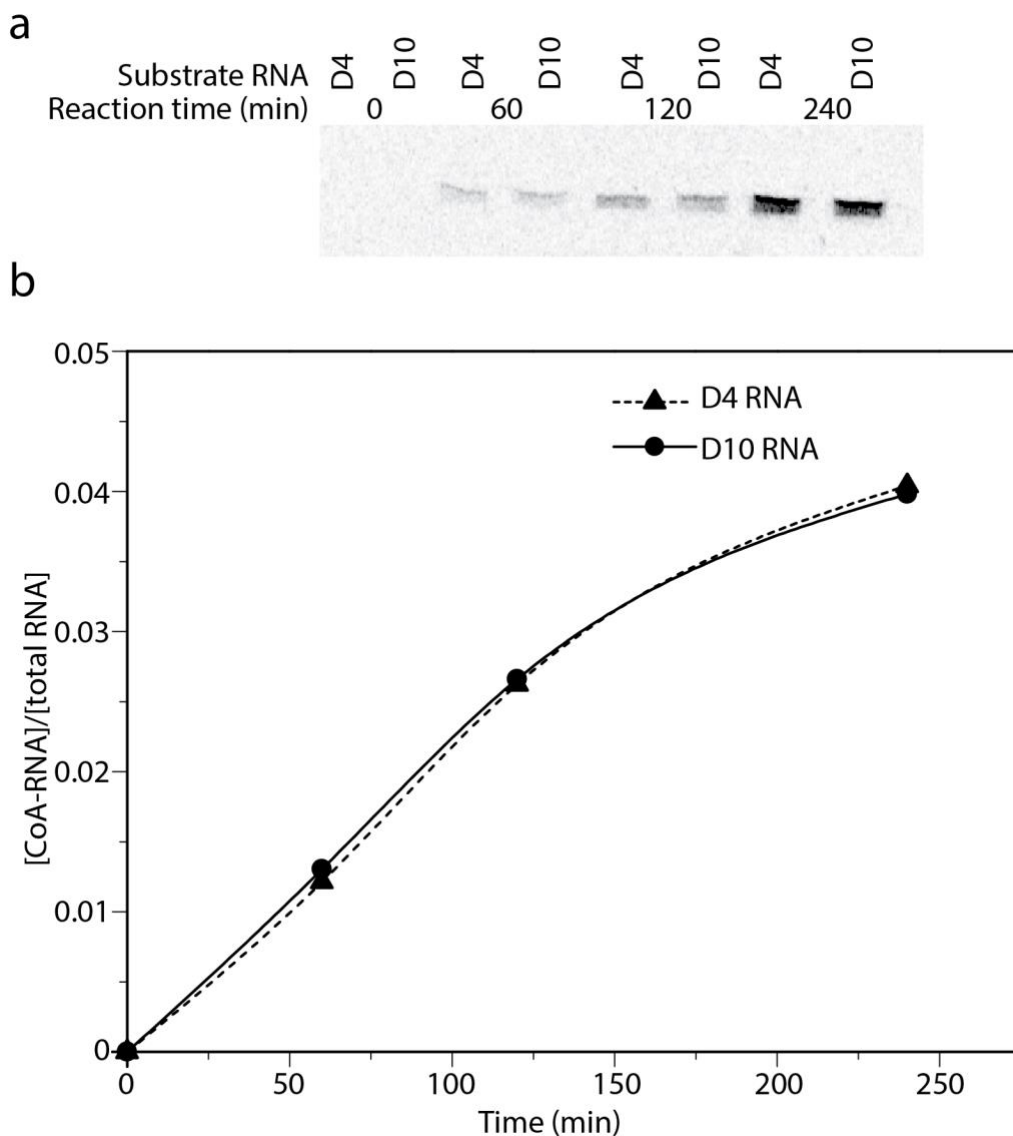 a
Substrate RNA D4 D10 D4 D10 D4 D10 D4 D10
Reaction time (min) 0 60 120 240
b
0.05
0.04
0.03
0.02
0.01
0
[CoA-RNA]/[total RNA]
D4 RNA
D10 RNA
0 50 100 150 200 250
Time (min)